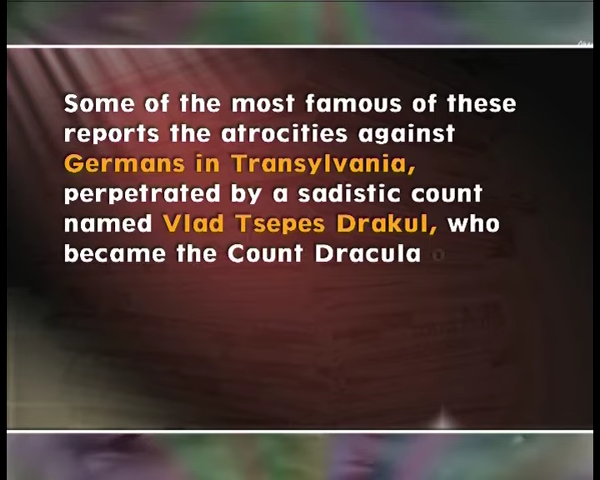 Some of the most famous of these
reports the atrocities against
Germans in Transylvania,
perpetrated by a sadistic count
named Vlad Tsepes Drakul, who
became the Count Dracula o